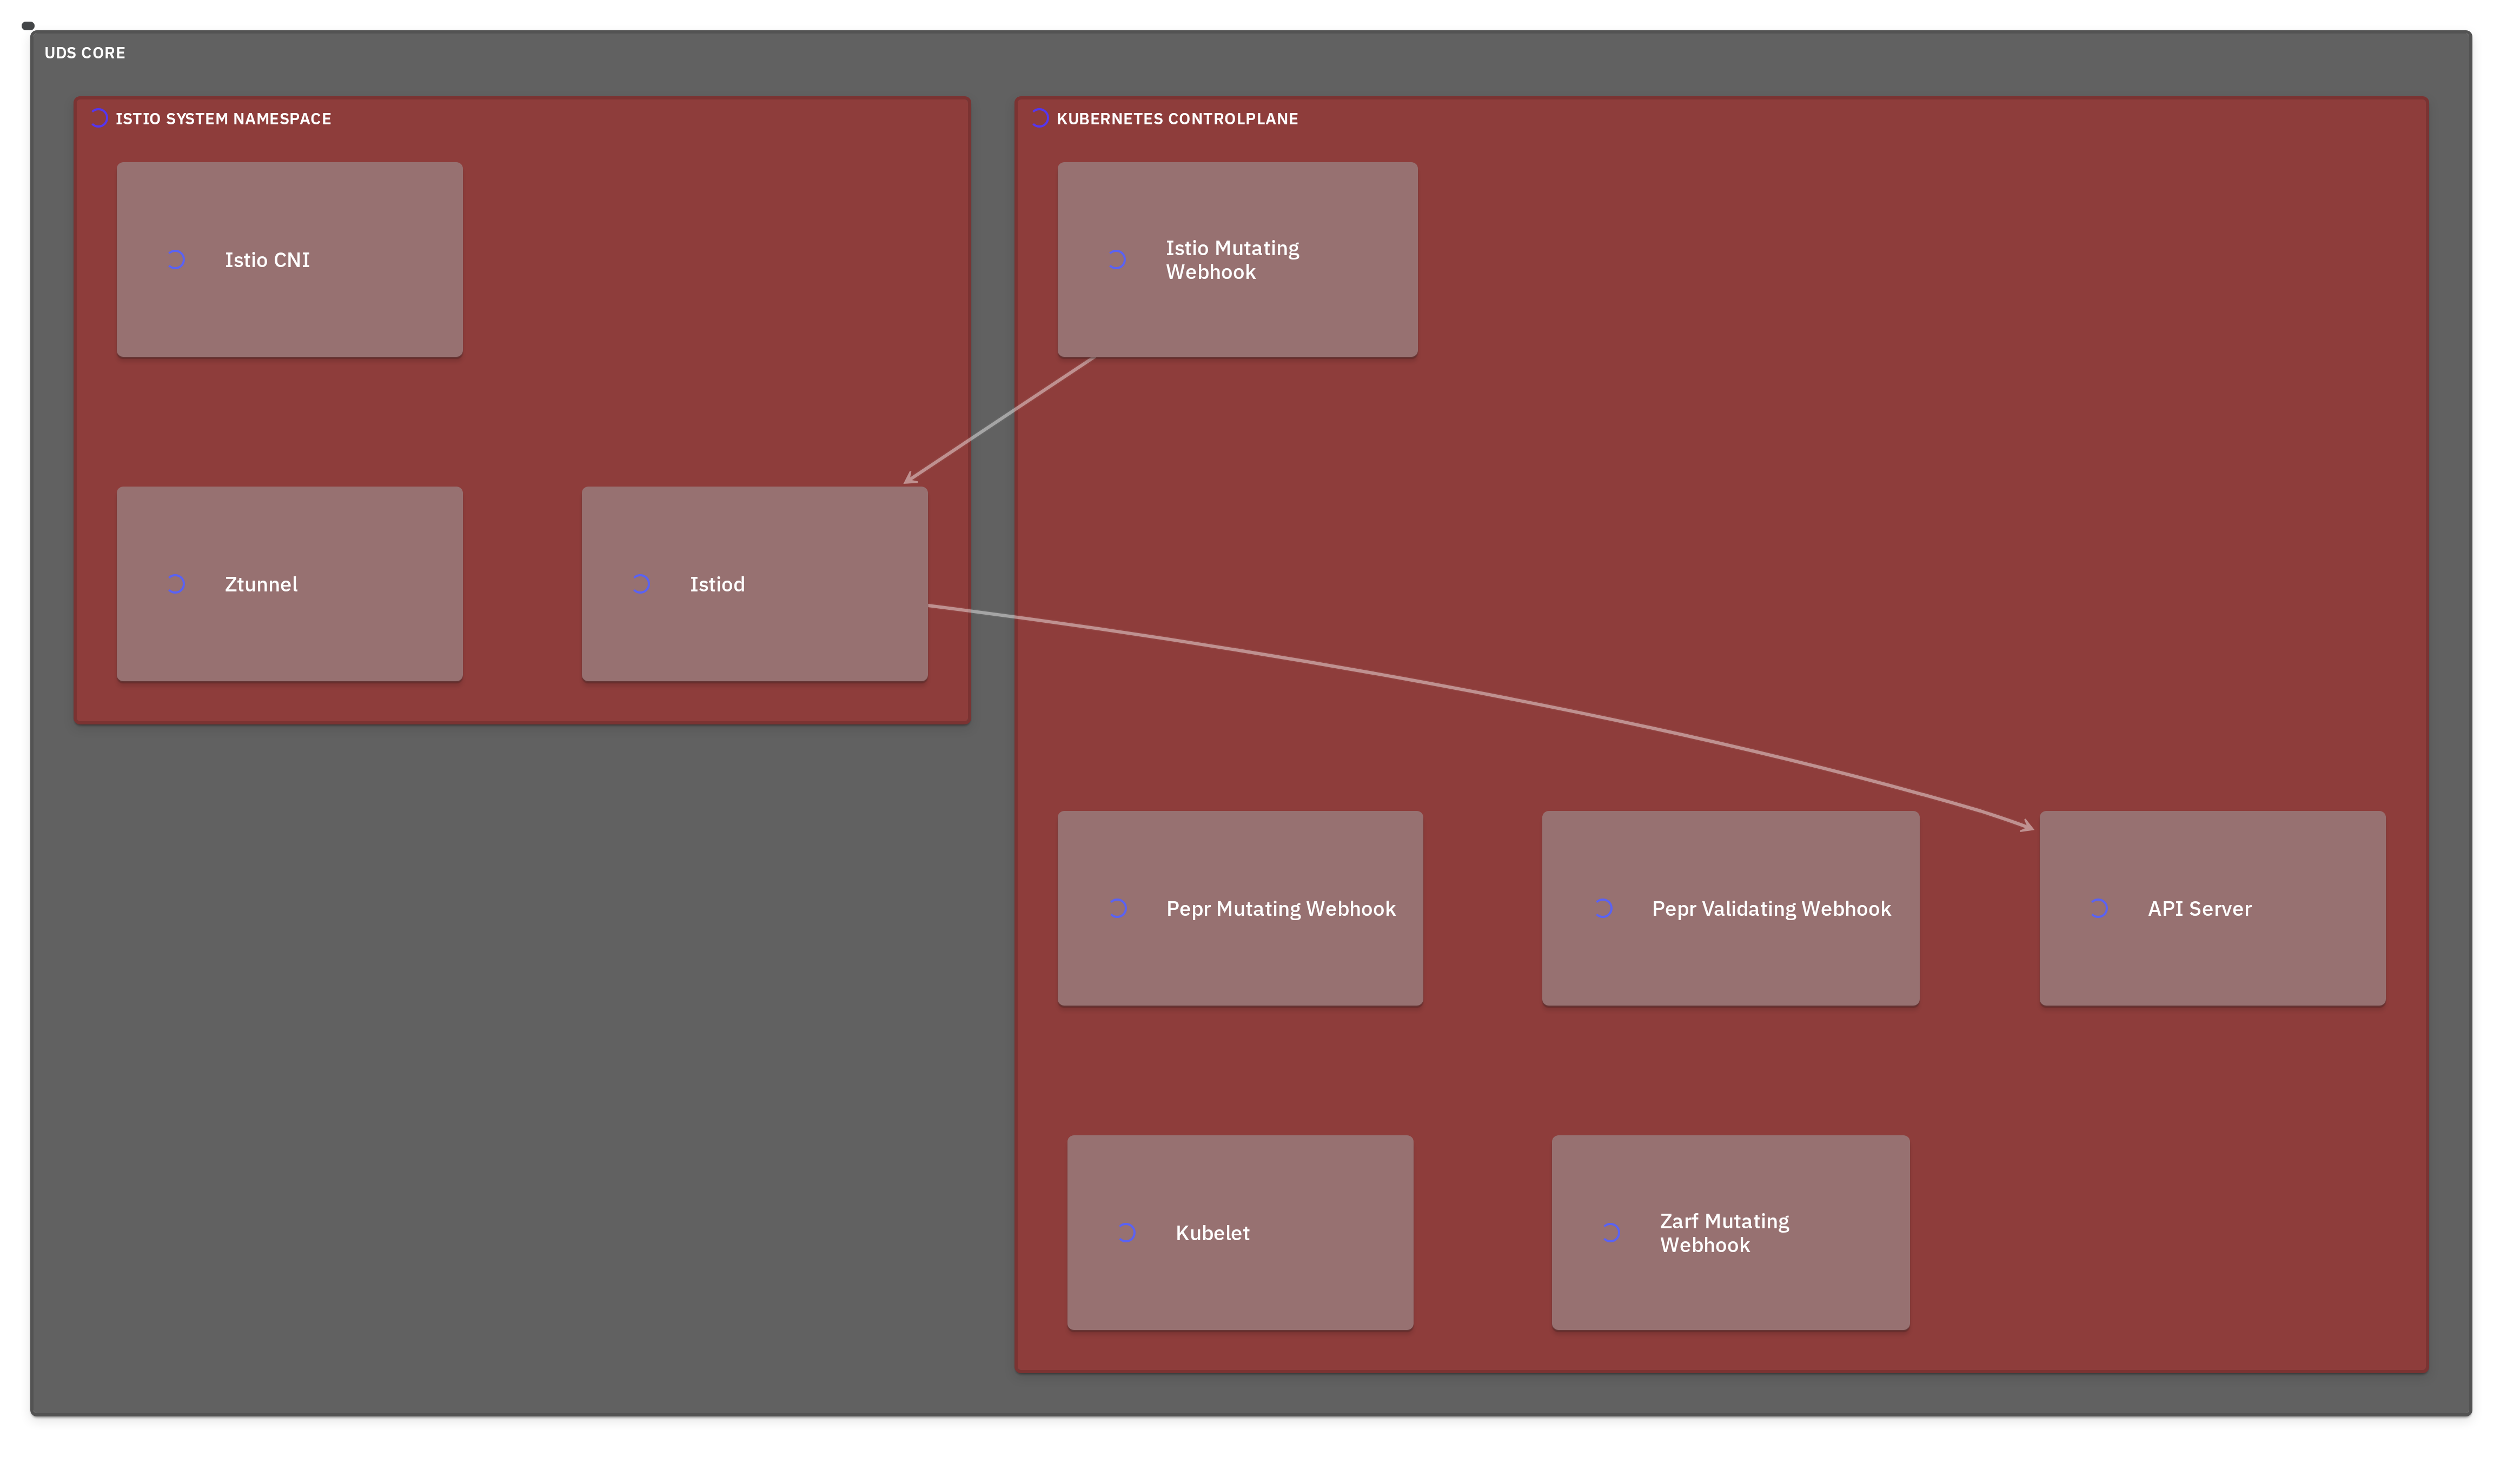 UDS CORE
ISTIO SYSTEM NAMESPACE
KUBERNETES CONTROLPLANE
Istio CNI
Istio Mutating
Webhook
Ztunnel
Istiod
Pepr Mutating Webhook
Pepr Validating Webhook
API Server
Kubelet
Zarf Mutating
Webhook